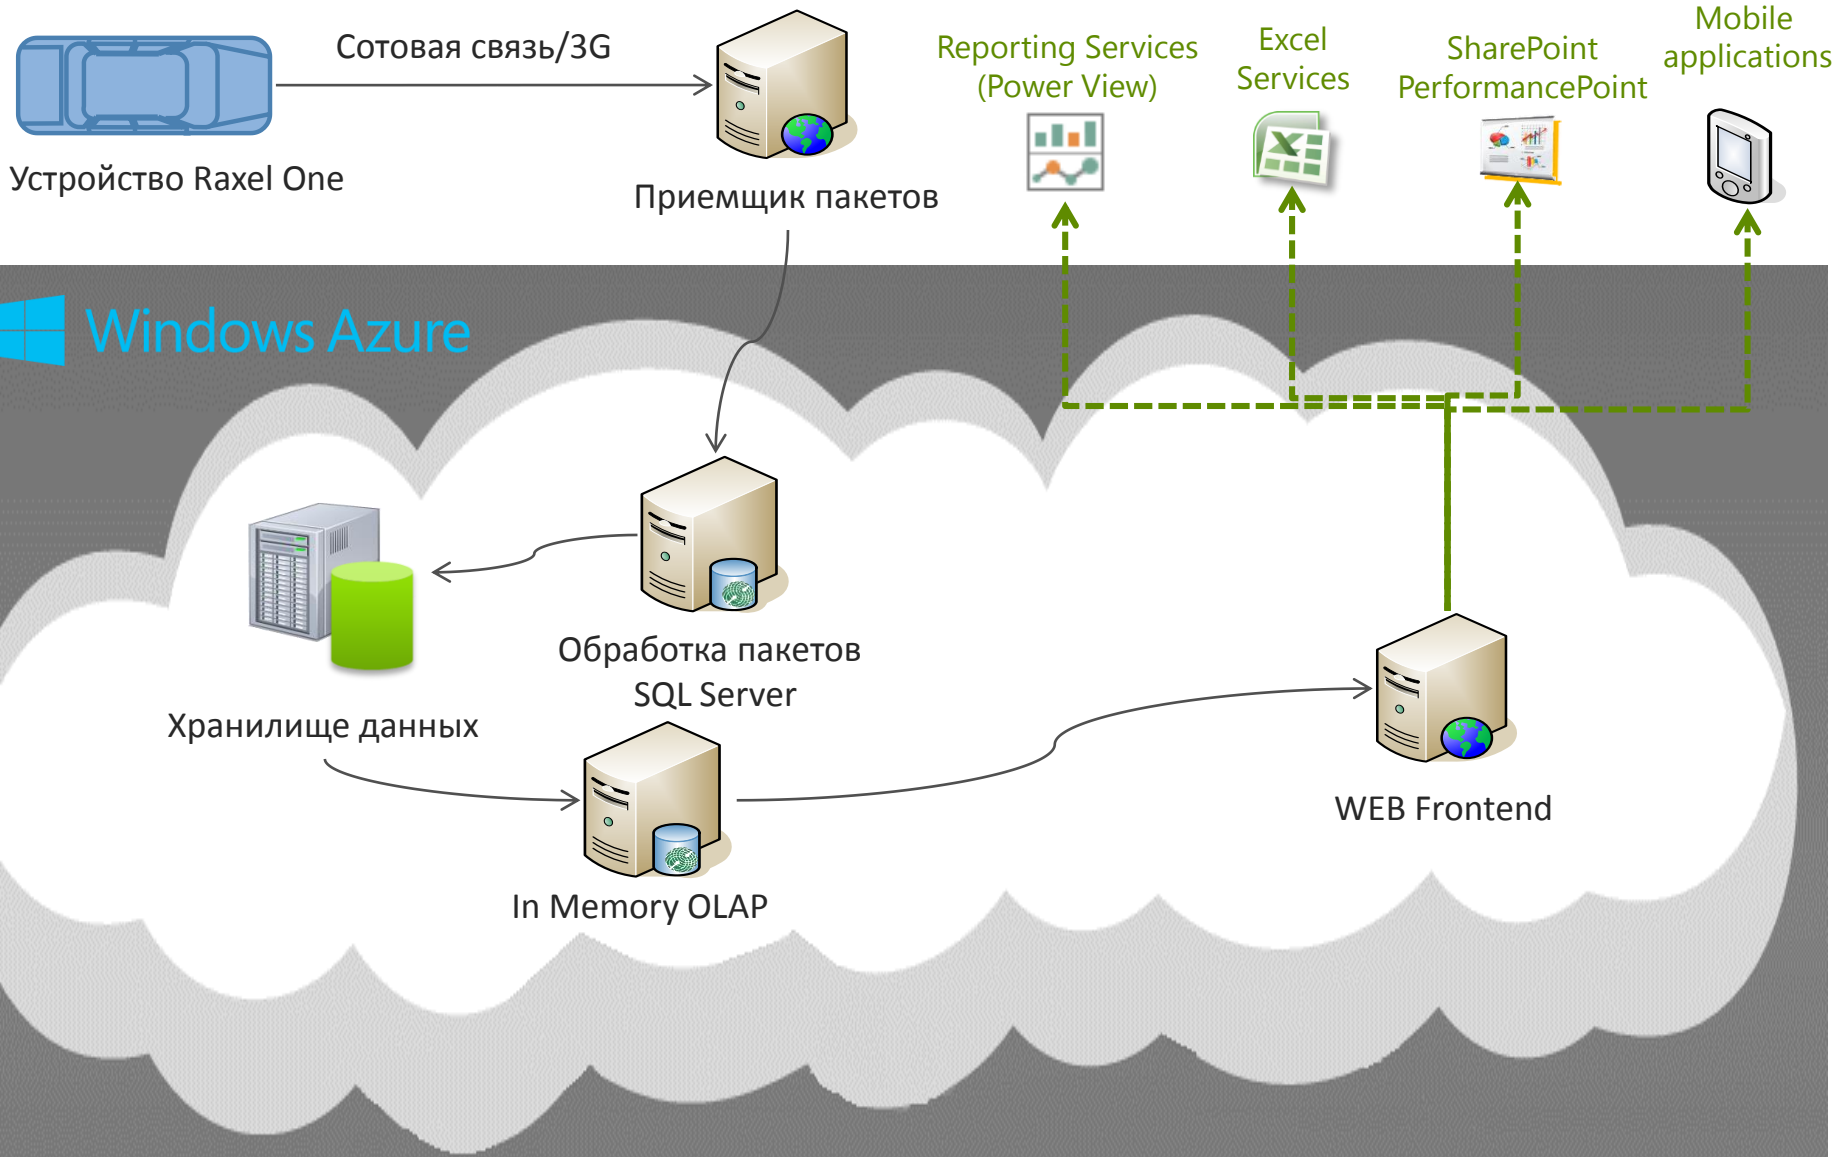 Сотовая связь/3G
Устройство Raxel One
Приемщик пакетов
Reporting Services
(Power View)
Excel
Services
SharePoint
PerformancePoint
Mobile
applications
Windows Azure
Обработка пакетов
SQL Server
Хранилище данных
In Memory OLAP
WEB Frontend